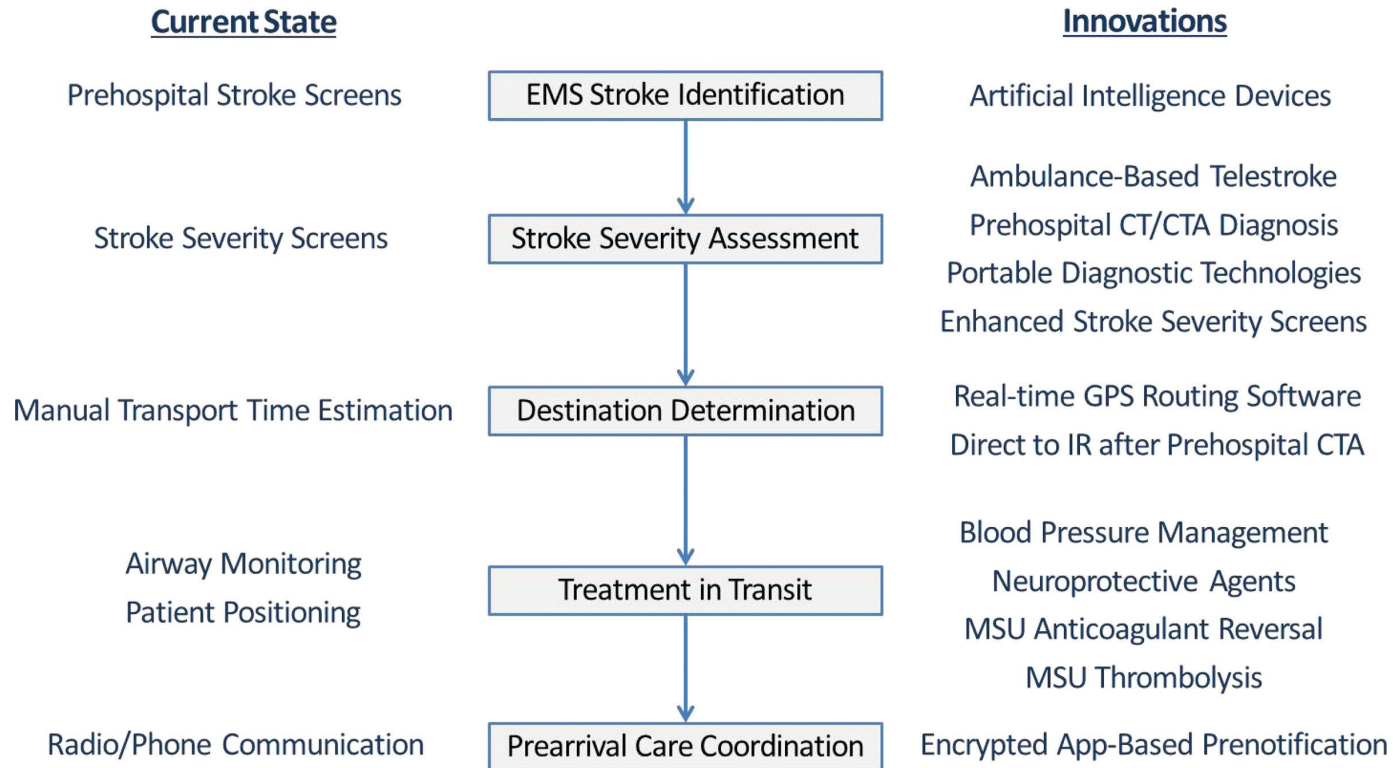 Current State
Innovations
Prehospital Stroke Screens
EMS Stroke Identification
Artificial Intelligence Devices
Ambulance-Based Telestroke
Stroke Severity Screens
Stroke Severity Assessment
Prehospital CT/CTA Diagnosis
Portable Diagnostic Technologies
Enhanced Stroke Severity Screens
Manual Transport Time Estimation
Destination Determination
Real-time GPS Routing Software
Direct to IR after Prehospital CTA
Airway Monitoring
Patient Positioning
Treatment in Transit
Blood Pressure Management
Neuroprotective Agents
MSU Anticoagulant Reversal
MSU Thrombolysis
Radio/Phone Communication
Prearrival Care Coordination
Encrypted App-Based Prenotification